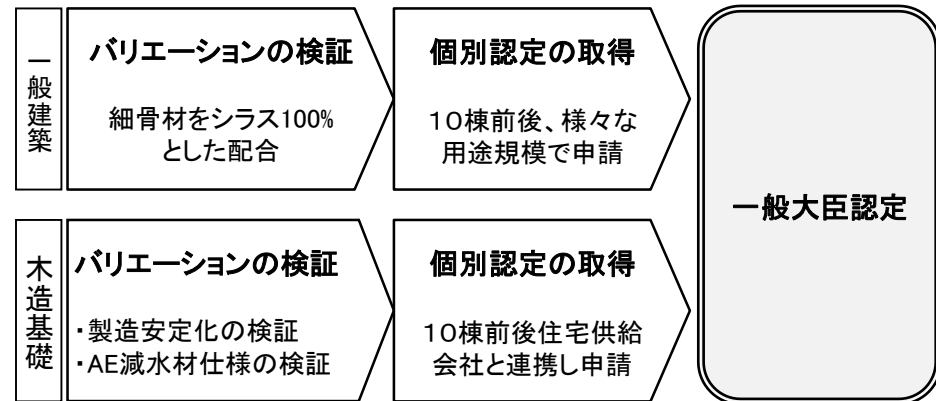 一般建築
バリエーションの検証
細骨材をシラス100%
とした配合
個別認定の取得
10棟前後、様々な
用途規模で申請
木造基礎
バリエーションの検証
・製造安定化の検証
・AE減水材仕様の検証
個別認定の取得
10棟前後住宅供給
会社と連携し申請
一般大臣認定